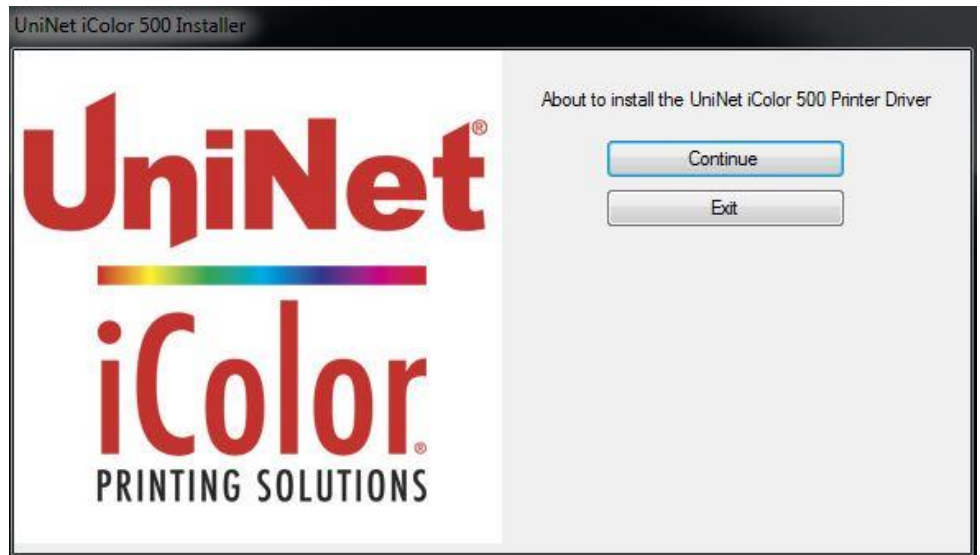 UniNet iColor 500 Installer
UniNet®
iColor®
PRINTING SOLUTIONS
About to install the UniNet iColor 500 Printer Driver
Continue
Exit